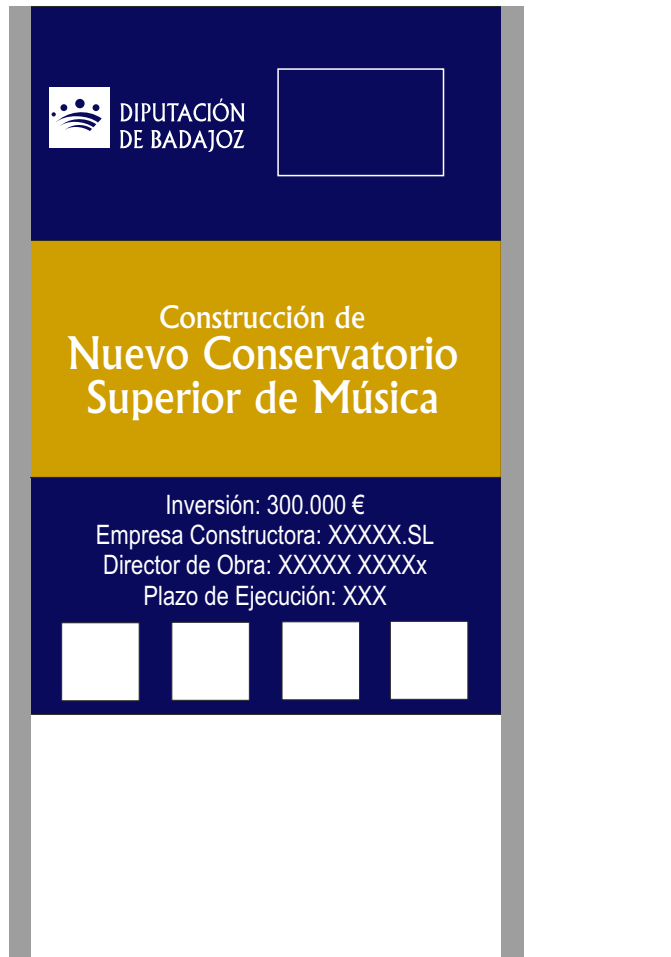 DIPUTACIÓN
DE BADAJOZ
Construcción de
Nuevo Conservatorio
Superior de Música
Inversión: 300.000 €
Empresa Constructora: XXXXX.SL
Director de Obra: XXXXX XXXXx
Plazo de Ejecución: XXX